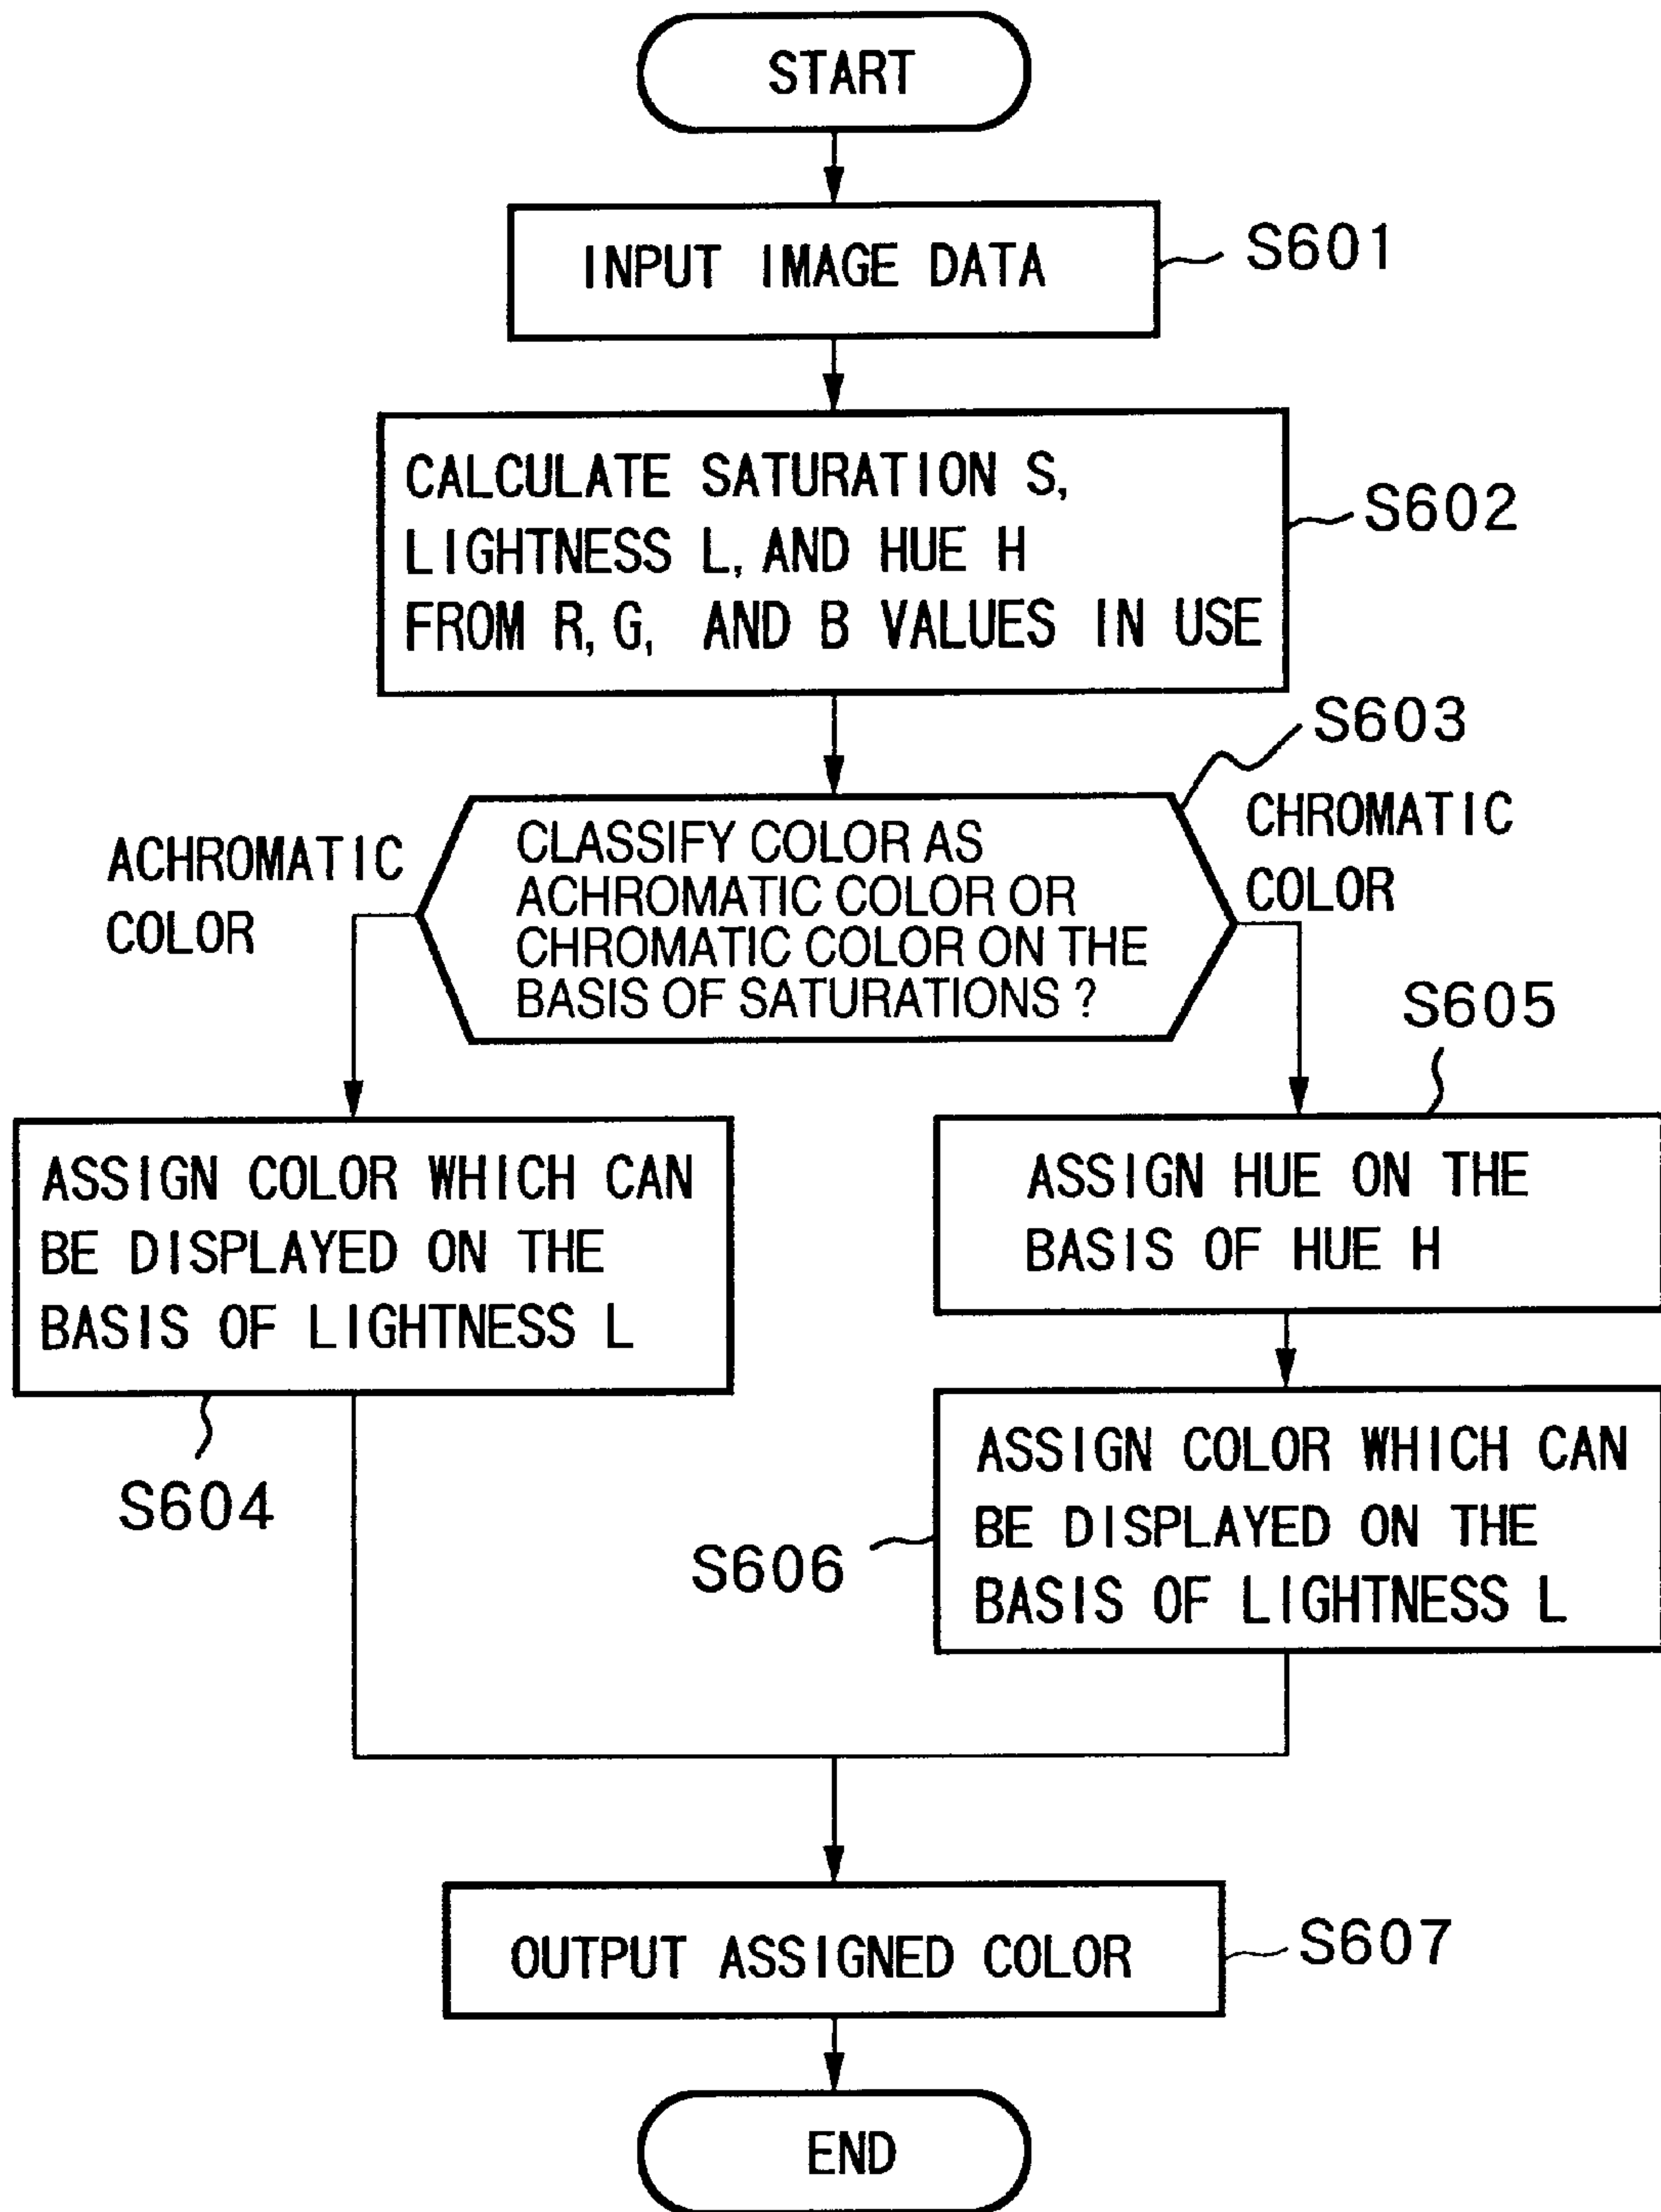 START
INPUT IMAGE DATA
S601
CALCULATE SATURATION S,
LIGHTNESS L, AND HUE H
FROM R, G, AND B VALUES IN USE
S602
S603
ACHROMATIC
COLOR
CLASSIFY COLOR AS
ACHROMATIC COLOR OR
CHROMATIC COLOR ON THE
BASIS OF SATURATIONS ?
CHROMATIC
COLOR
ASSIGN COLOR WHICH CAN
BE DISPLAYED ON THE
BASIS OF LIGHTNESS L
S604
S605
ASSIGN HUE ON THE
BASIS OF HUE H
ASSIGN COLOR WHICH CAN
BE DISPLAYED ON THE
BASIS OF LIGHTNESS L
S606
OUTPUT ASSIGNED COLOR
S607
END